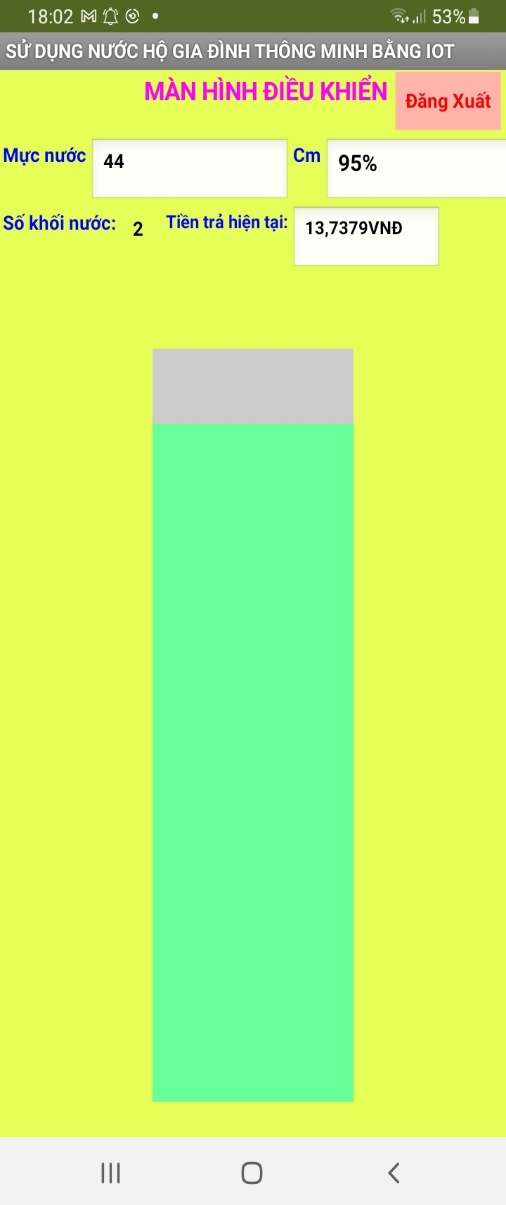 18:02 53%
SỬ DỤNG NƯỚC HỘ GIA ĐÌNH THÔNG MINH BẰNG IOT
MÀN HÌNH ĐIỀU KHIỂN Đăng Xuất
Mực nước 44 Cm 95%
Số khối nước: 2 Tiền trả hiện tại: 13,7379VNĐ